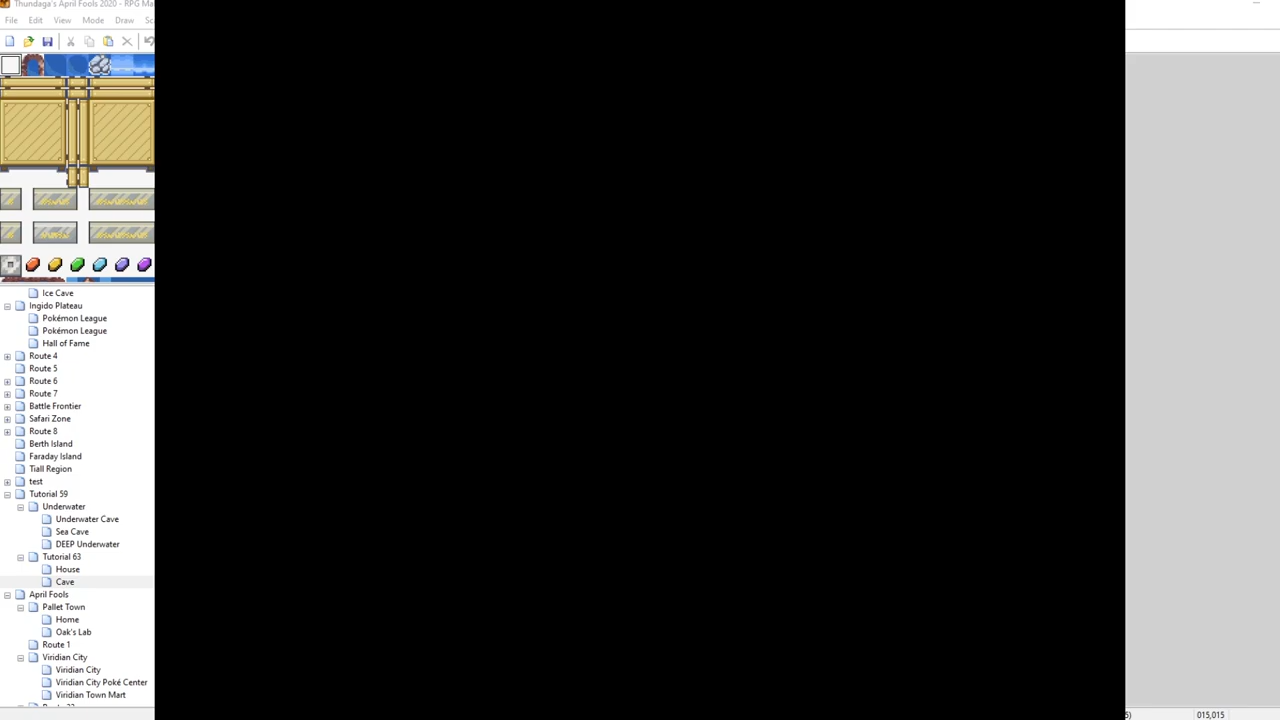 Thundaga's April Fools 2020 - RPG Ma
File Edit View Mode Draw Sc
Ice Cave
Ingido Plateau
Pokémon League
Pokémon League
Hall of Fame
Route 4
Route 5
Route 6
Route 7
Battle Frontier
Safari Zone
Route 8
Berth Island
Faraday Island
Tiall Region
test
Tutorial 59
Underwater
Underwater Cave
Sea Cave
DEEP Underwater
Tutorial 63
House
Cave
April Fools
Pallet Town
Home
Oak's Lab
Route 1
Viridian City
Viridian City
Viridian City Poké Center
Viridian Town Mart
5) 015,015